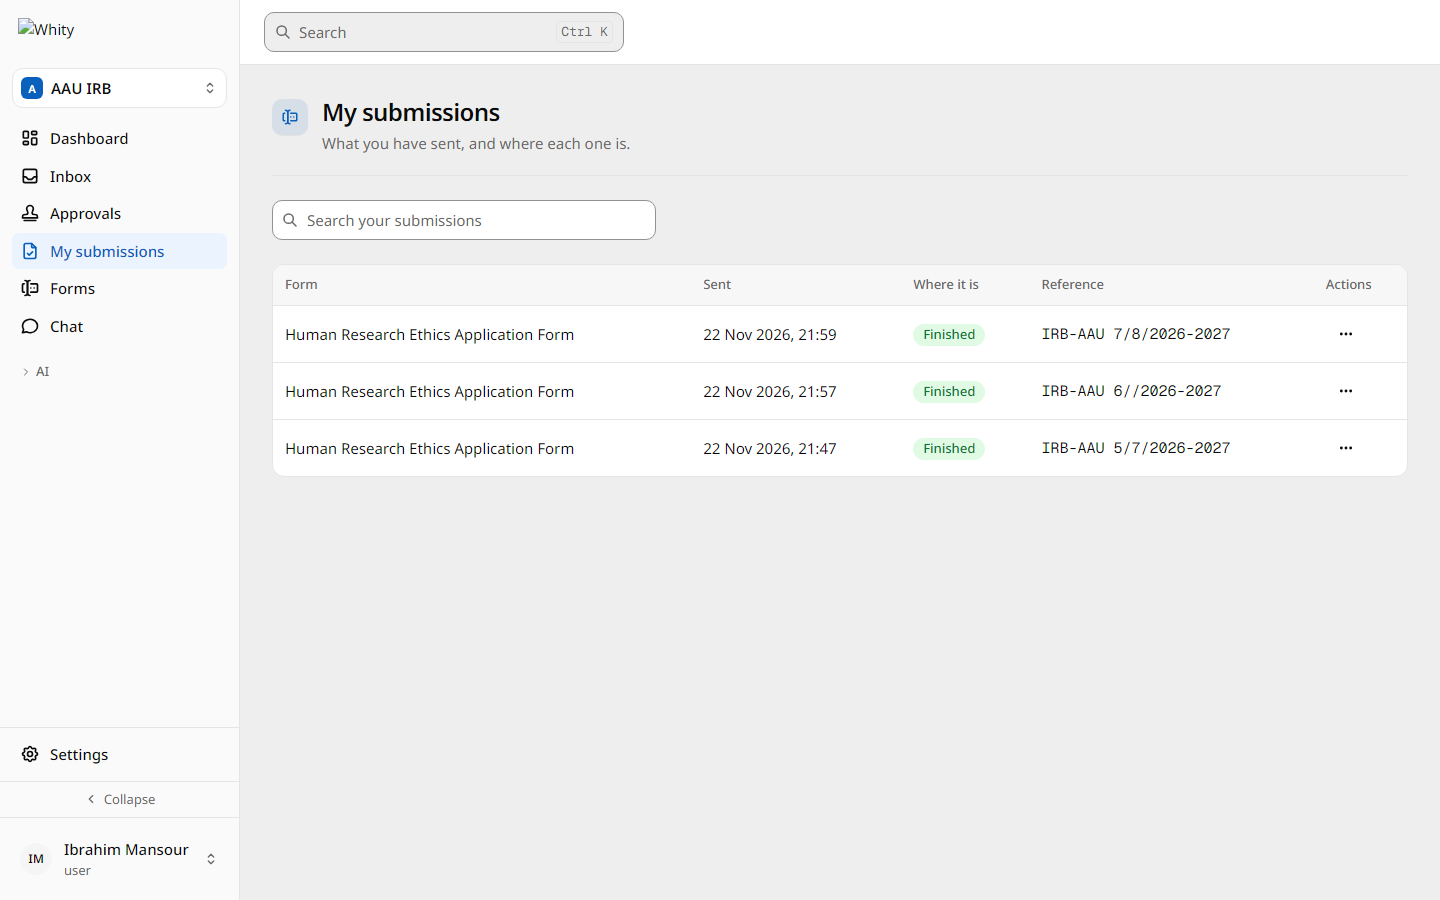 Whity
Search
Ctrl K
A
AAU IRB
Dashboard
Inbox
Approvals
My submissions
Forms
Chat
AI
Settings
Collapse
IM
Ibrahim Mansour
user
My submissions
What you have sent, and where each one is.
Search your submissions
Form Sent Where it is Reference Actions
Human Research Ethics Application Form 22 Nov 2026, 21:59 Finished IRB-AAU 7/8/2026-2027
Human Research Ethics Application Form 22 Nov 2026, 21:57 Finished IRB-AAU 6//2026-2027
Human Research Ethics Application Form 22 Nov 2026, 21:47 Finished IRB-AAU 5/7/2026-2027